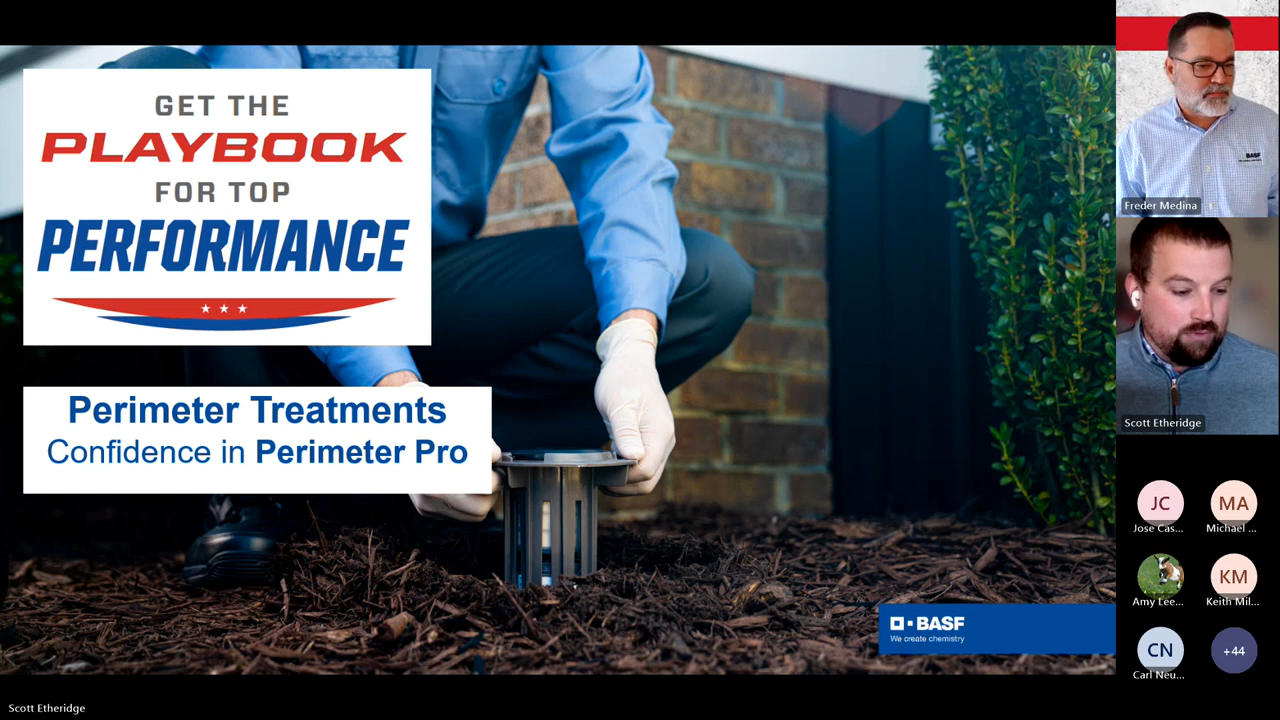 GET THE
PLAYBOOK
FOR TOP
PERFORMANCE
Perimeter Treatments
Confidence in Perimeter Pro
BASF
We create chemistry
BASF
Freder Medina
Scott Etheridge
JC
Jose Cas...
MA
Michael ...
Amy Lee...
KM
Keith Mil...
CN
Carl Neu...
+44
Scott Etheridge